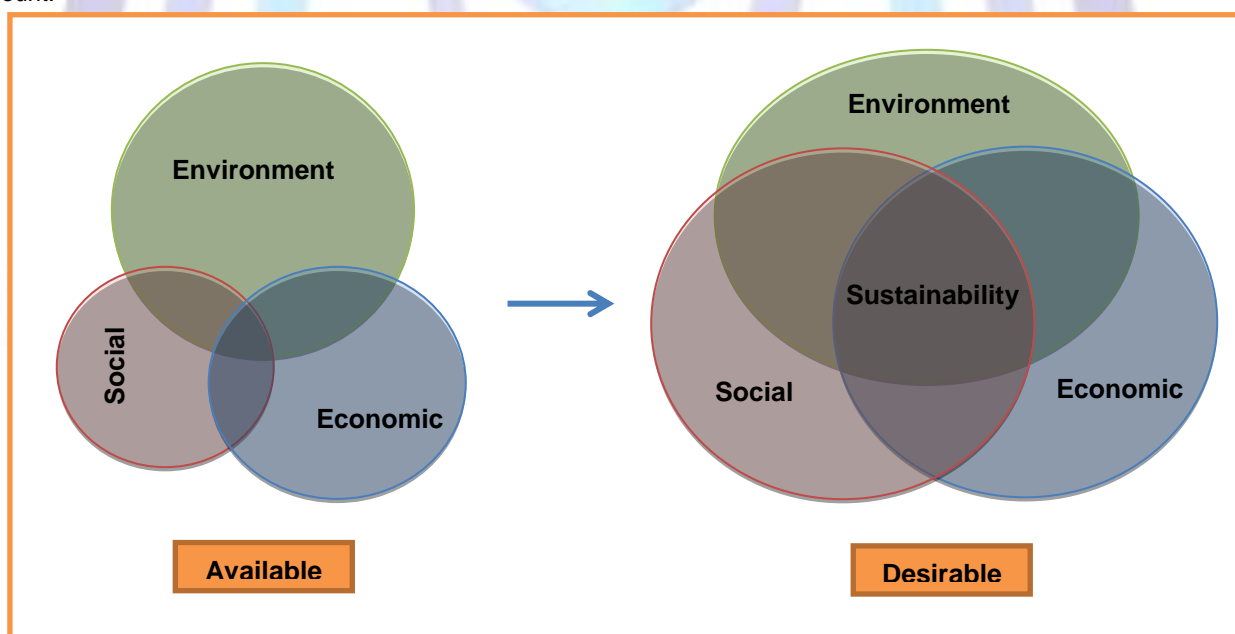 Environment
Social
Economic
Available
Environment
Sustainability
Social
Economic
Desirable